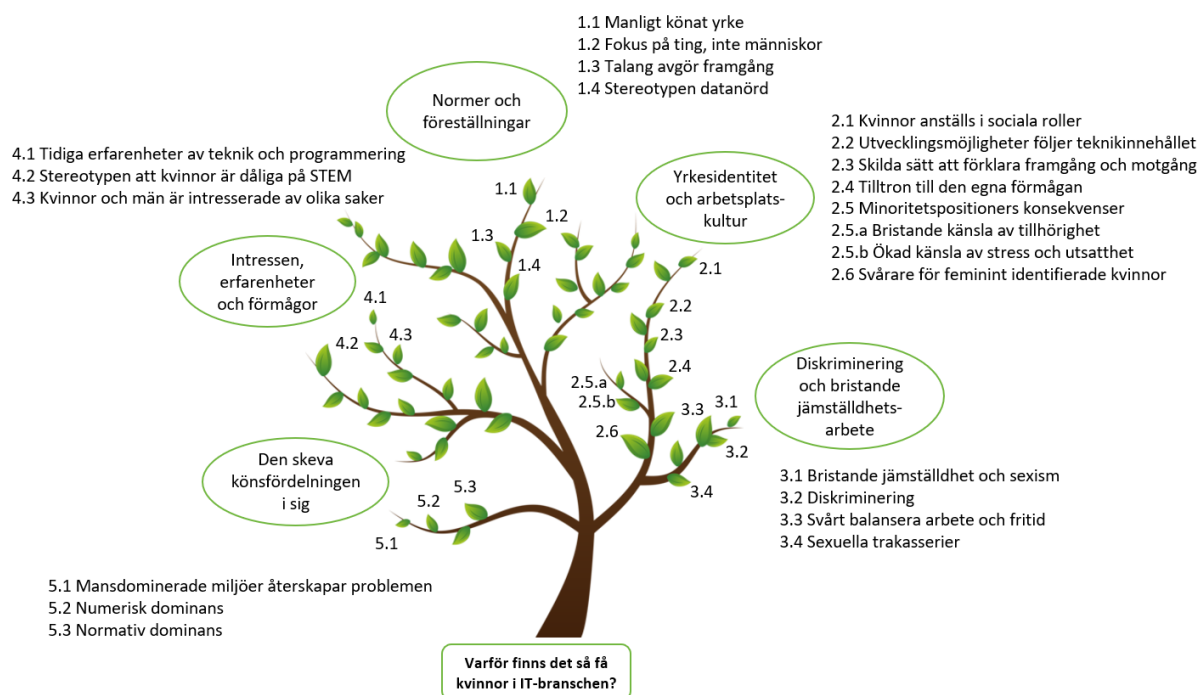 1.1 Manligt könat yrke
1.2 Fokus på ting, inte människor
1.3 Talang avgör framgång
1.4 Stereotypen datanörd
Normer och
föreställningar
4.1 Tidiga erfarenheter av teknik och programmering
4.2 Stereotypen att kvinnor är dåliga på STEM
4.3 Kvinnor och män är intresserade av olika saker
2.1 Kvinnor anställs i sociala roller
2.2 Utvecklingsmöjligheter följer teknikinnehållet
2.3 Skilda sätt att förklara framgång och motgång
2.4 Tilltron till den egna förmågan
2.5 Minoritetspositioners konsekvenser
2.5.a Bristande känsla av tillhörighet
2.5.b Ökad känsla av stress och utsatthet
2.6 Svårare för feminint identifierade kvinnor
Yrkesidentitet
och arbetsplats-
kultur
Intressen,
erfarenheter
och förmågor
1.1
1.2
1.3
1.4
2.1
2.2
2.3
2.4
2.5.a
2.5.b
2.6
4.1
4.2
4.3
Diskriminering
och bristande
jämställdhets-
arbete
3.1
3.3
3.2
3.4
Den skeva
könsfördelningen
i sig
5.3
5.2
5.1
3.1 Bristande jämställdhet och sexism
3.2 Diskriminering
3.3 Svårt balansera arbete och fritid
3.4 Sexuella trakasserier
5.1 Mansdominerade miljöer återskapar problemen
5.2 Numerisk dominans
5.3 Normativ dominans
Varför finns det så få
kvinnor i IT-branschen?